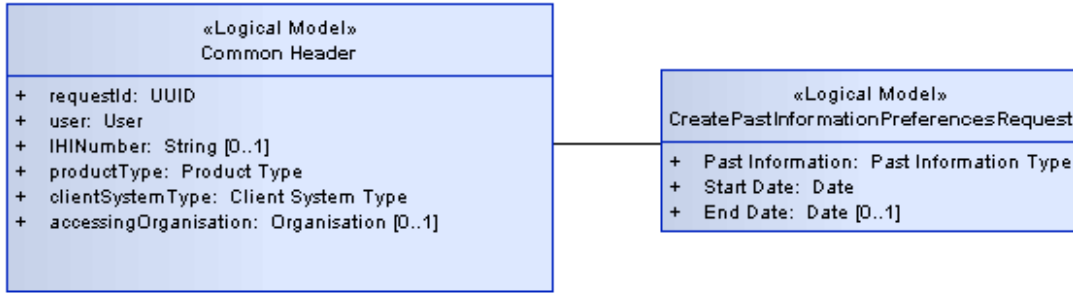 «Logical Model»
Common Header
+ requestId: UUID
+ user: User
+ IHINumber: String [0..1]
+ productType: Product Type
+ clientSystemType: Client System Type
+ accessingOrganisation: Organisation [0..1]
«Logical Model»
CreatePastInformationPreferencesRequest
+ Past Information: Past Information Type
+ Start Date: Date
+ End Date: Date [0..1]